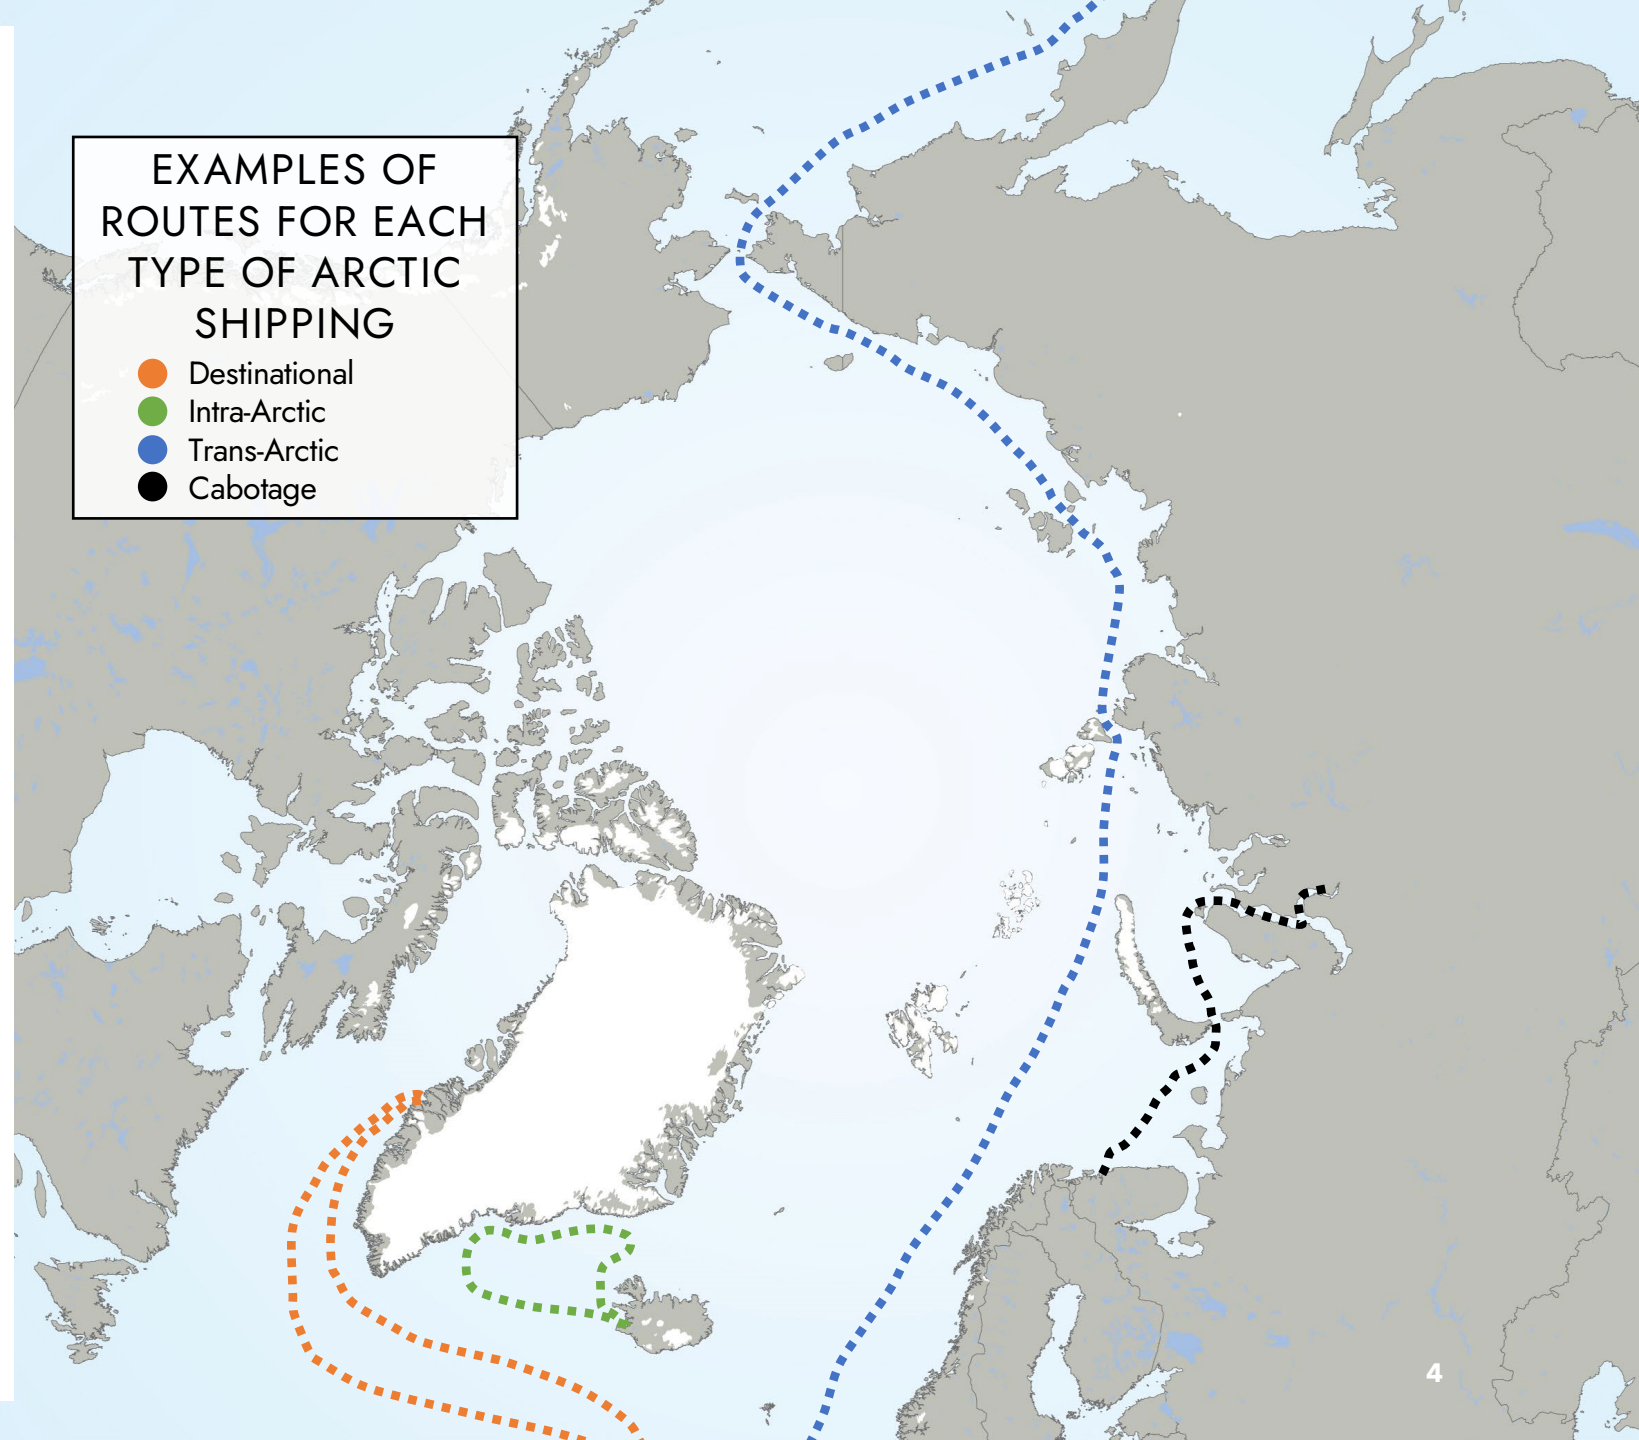 EXAMPLES OF
ROUTES FOR EACH
TYPE OF ARCTIC
SHIPPING
Destinational
Intra-Arctic
Trans-Arctic
Cabotage
4